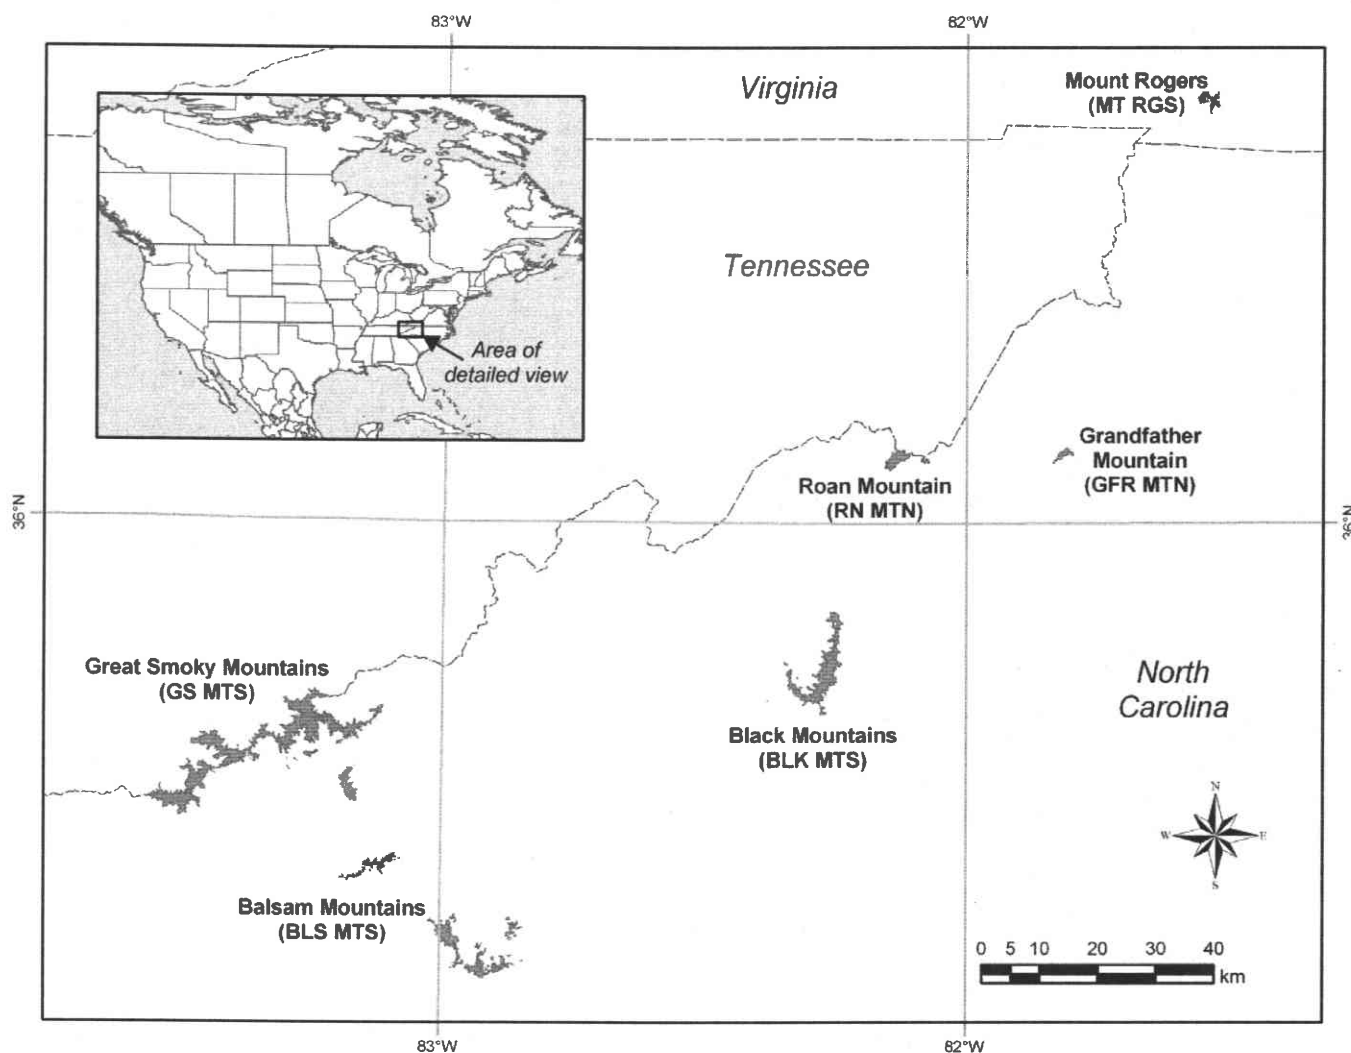 83°W
82°W
Virginia
Mount Rogers
(MT RGS)
Tennessee
Area of
detailed view
Grandfather
Mountain
(GFR MTN)
Roan Mountain
(RN MTN)
36°N
36°N
Great Smoky Mountains
(GS MTS)
North
Carolina
Black Mountains
(BLK MTS)
N
W
E
S
Balsam Mountains
(BLS MTS)
0 5 10 20 30 40
km
83°W
82°W